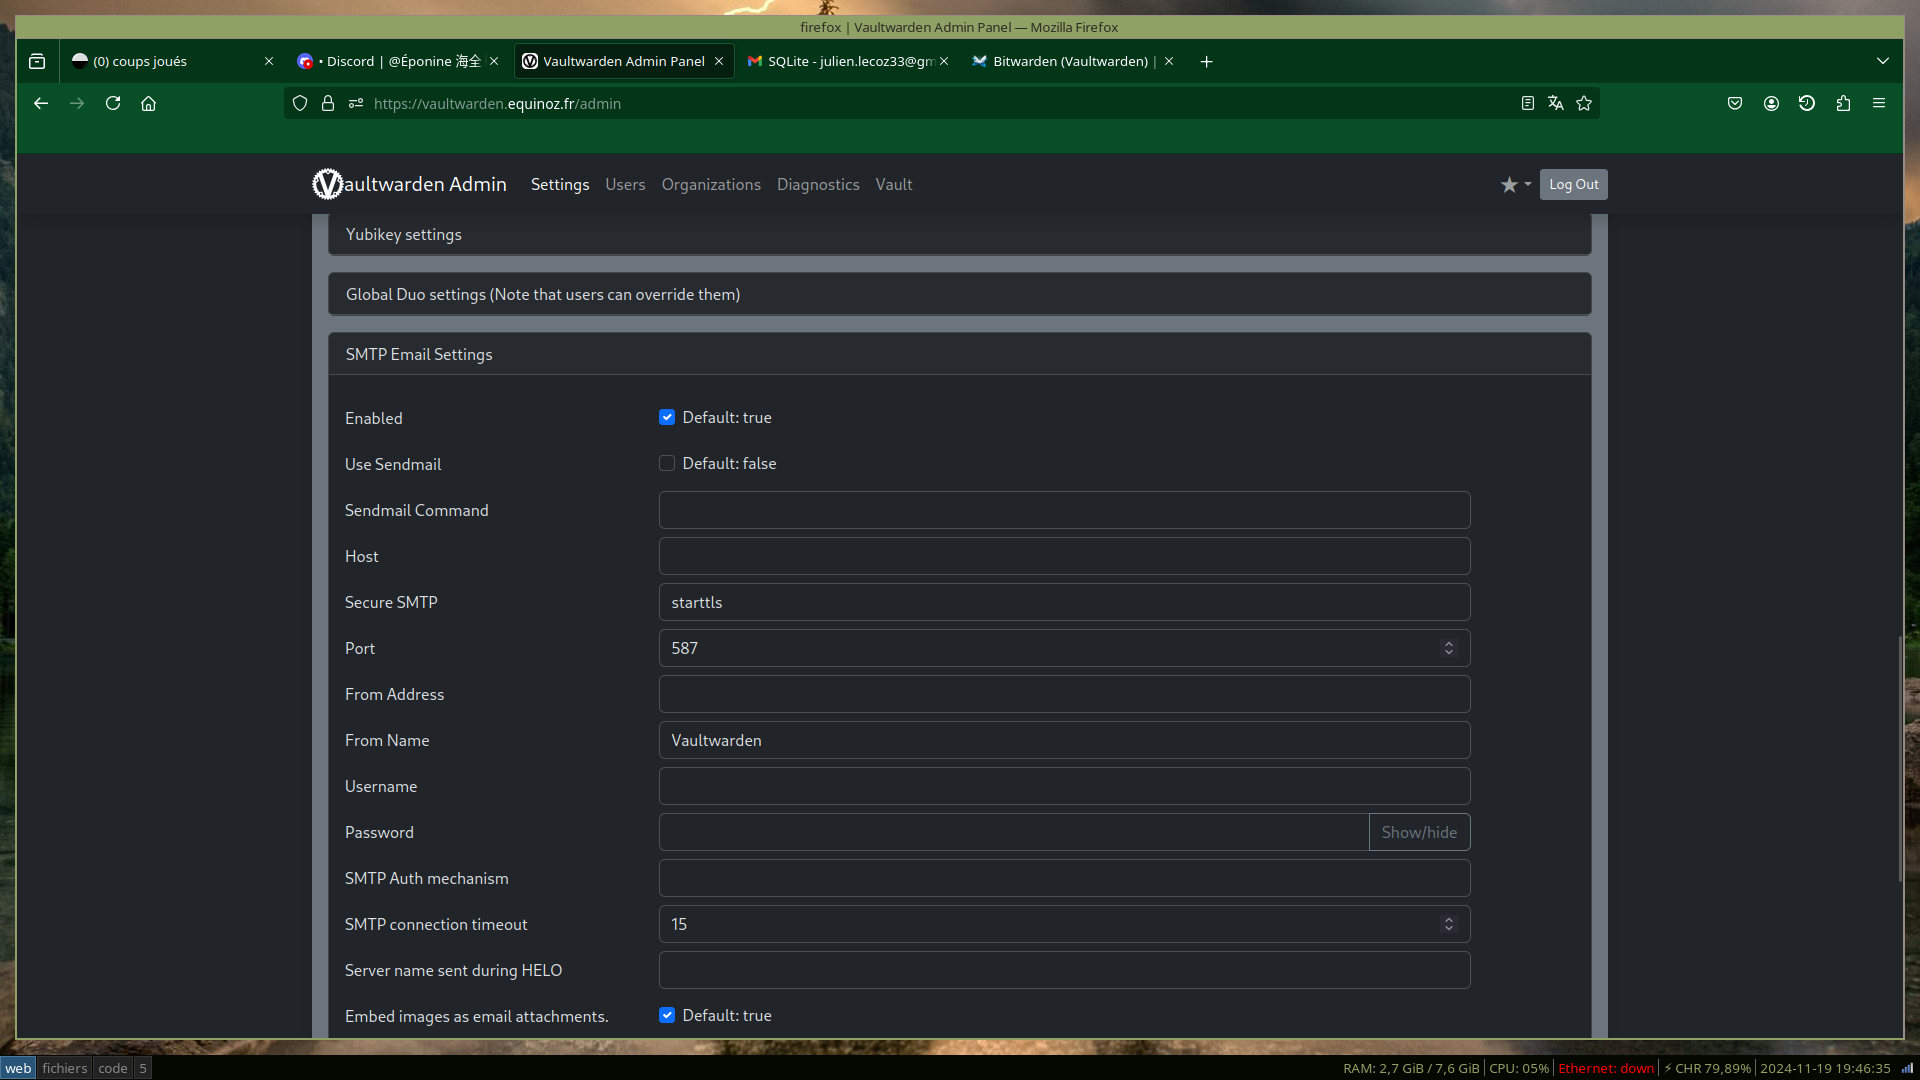 firefox | Vaultwarden Admin Panel — Mozilla Firefox
(0) coups joués
• Discord | @Éponine 海全
Vaultwarden Admin Panel
SQLite - julien.lecoz33@gm
Bitwarden (Vaultwarden) |
https://vaultwarden.equinoz.fr/admin
Vaultwarden Admin
Settings
Users
Organizations
Diagnostics
Vault
Log Out
Yubikey settings
Global Duo settings (Note that users can override them)
SMTP Email Settings
Enabled
Default: true
Use Sendmail
Default: false
Sendmail Command
Host
Secure SMTP
starttls
Port
587
From Address
From Name
Vaultwarden
Username
Password
Show/hide
SMTP Auth mechanism
SMTP connection timeout
15
Server name sent during HELO
Embed images as email attachments.
Default: true
web
fichiers
code
5
RAM: 2,7 GiB / 7,6 GiB | CPU: 05% | Ethernet: down | ⚡ CHR 79,89% | 2024-11-19 19:46:35